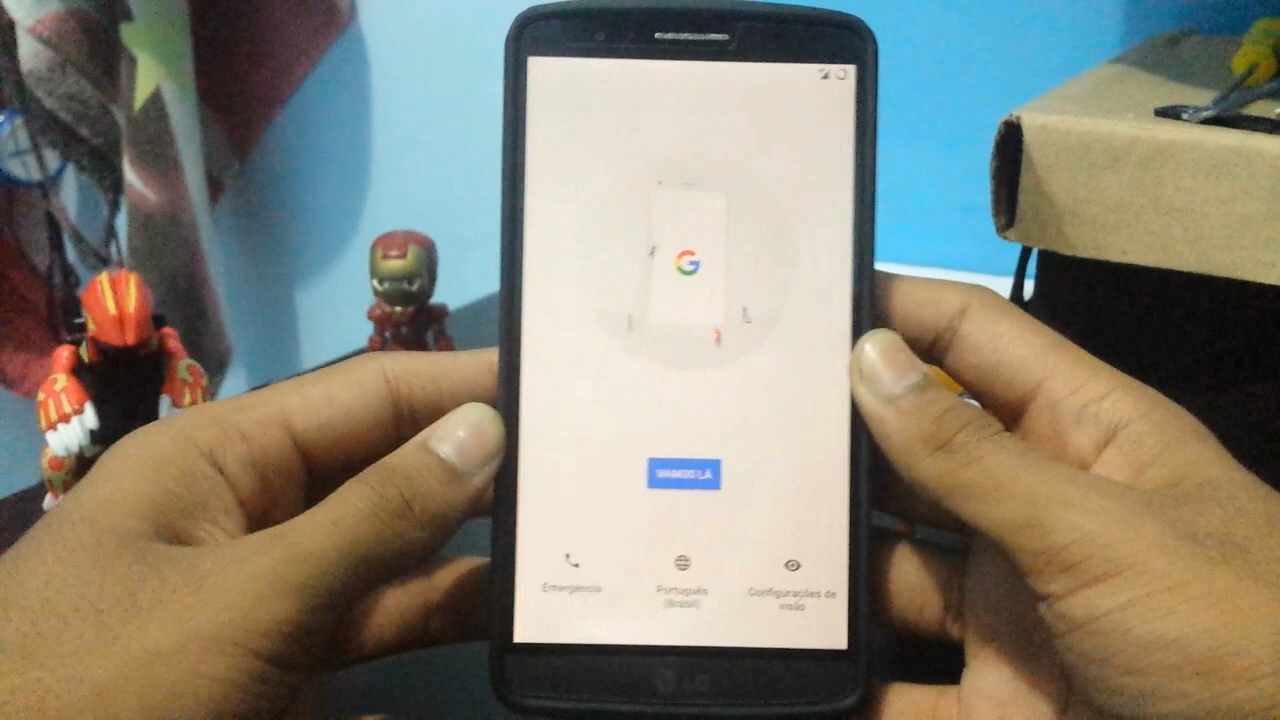 G
VAMOS LÁ
Emergência
Português
(Brasil)
Configurações de
visão
LG